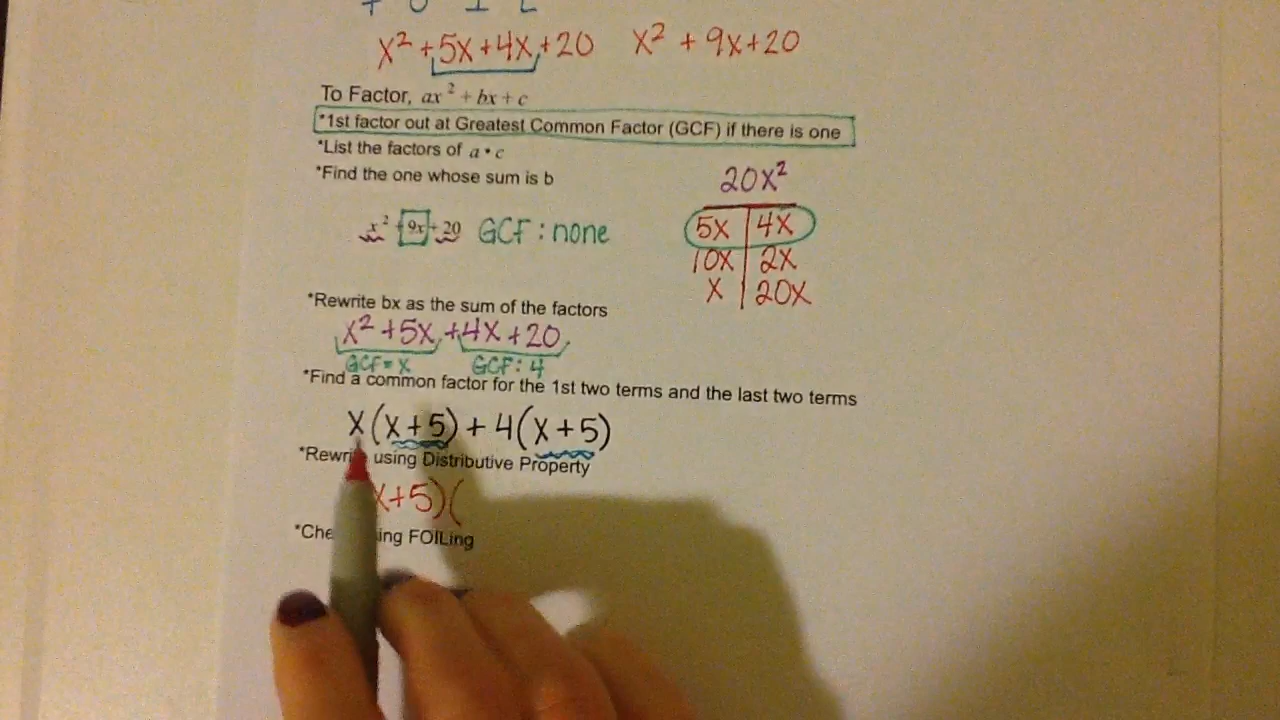 x² + 5x + 4x + 20 x² + 9x + 20
To Factor, ax² + bx + c
*1st factor out at Greatest Common Factor (GCF) if there is one
*List the factors of a • c
*Find the one whose sum is b
20x²
x² + 9x + 20 GCF : none
5x | 4x
10x | 2x
x | 20x
*Rewrite bx as the sum of the factors
x² + 5x + 4x + 20
GCF = x GCF: 4
*Find a common factor for the 1st two terms and the last two terms
x(x+5) + 4(x+5)
using Distributive Property
x+5)(
FOILing